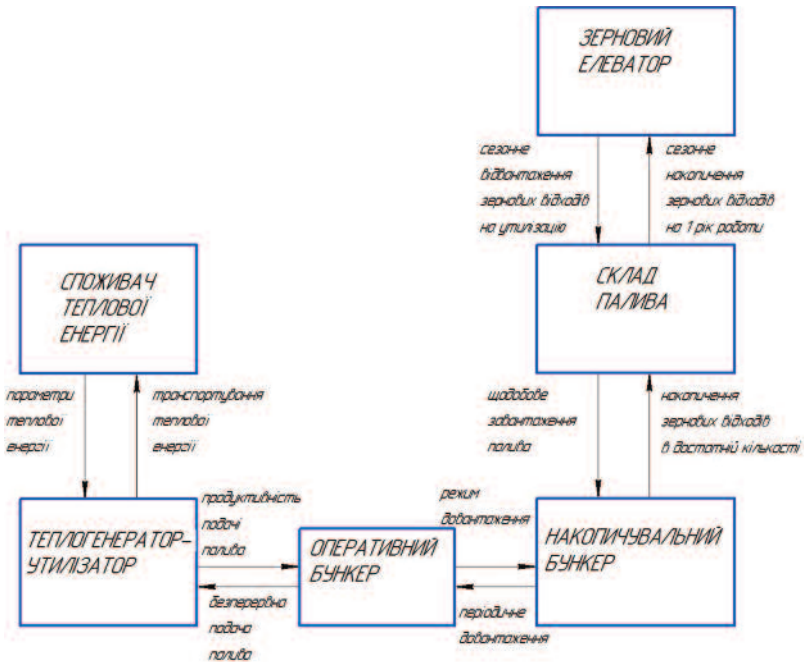 ЗЕРНОВИЙ
ЕЛЕВАТОР
сезонне
відвантаження
зернових відходів
на утилізацію
сезонне
накопичення
зернових відходів
на 1 рік роботи
СПОЖИВАЧ
ТЕПЛОВОЇ
ЕНЕРГІЇ
СКЛАД
ПАЛИВА
параметри
теплової
енергії
транспортування
теплової
енергії
щодобове
завантаження
палива
накопичення
зернових відходів
в достатній кількості
ТЕПЛОГЕНЕРАТОР-
УТИЛІЗАТОР
продуктивність
подачі
палива
безперервна
подача
палива
ОПЕРАТИВНИЙ
БУНКЕР
режим
довантаження
періодичне
довантаження
НАКОПИЧУВАЛЬНИЙ
БУНКЕР